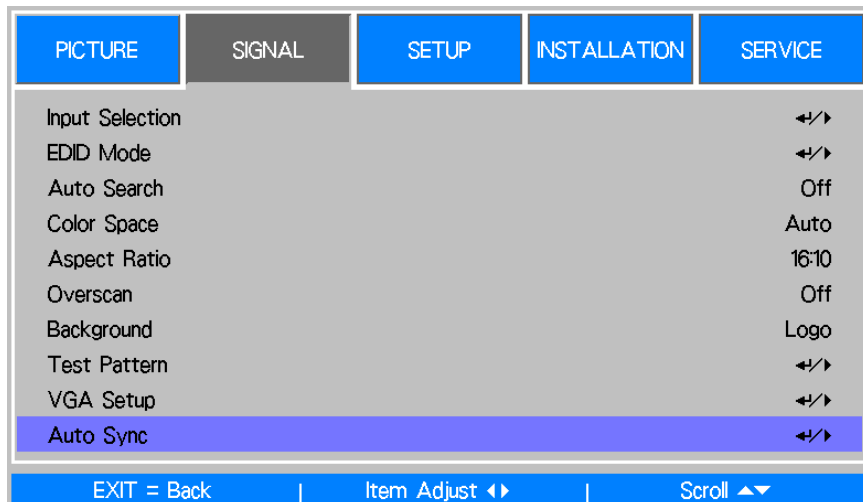 PICTURE SIGNAL SETUP INSTALLATION SERVICE
Input Selection ↵/▶
EDID Mode ↵/▶
Auto Search Off
Color Space Auto
Aspect Ratio 16:10
Overscan Off
Background Logo
Test Pattern ↵/▶
VGA Setup ↵/▶
Auto Sync ↵/▶
EXIT = Back | Item Adjust ◀▶ | Scroll ▲▼